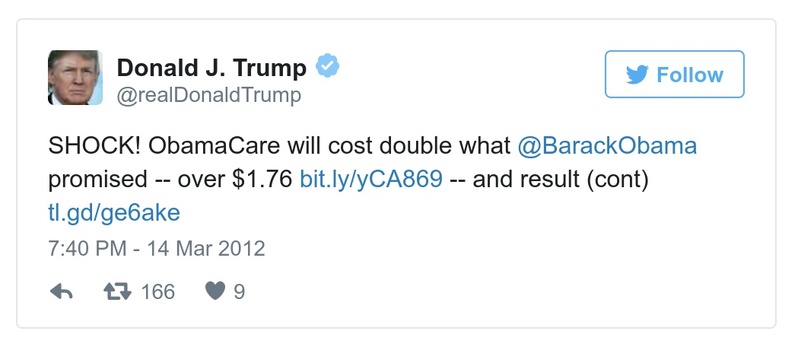 Donald J. Trump
@realDonaldTrump
Follow
SHOCK! ObamaCare will cost double what @BarackObama
promised -- over $1.76 bit.ly/yCA869 -- and result (cont)
tl.gd/ge6ake
7:40 PM - 14 Mar 2012
166 9